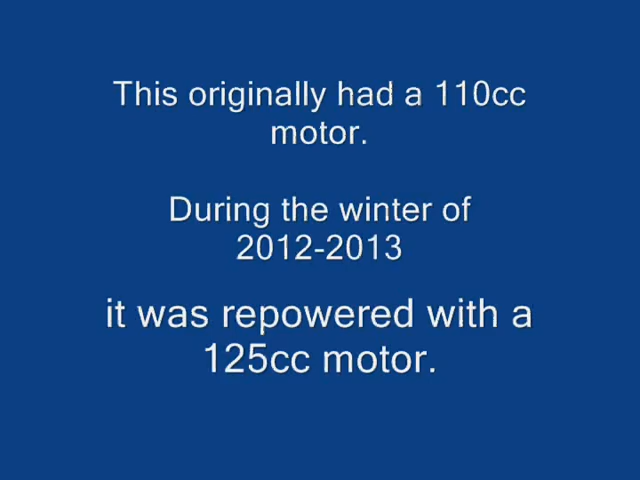 This originally had a 110cc
motor.
During the winter of
2012-2013
it was repowered with a
125cc motor.